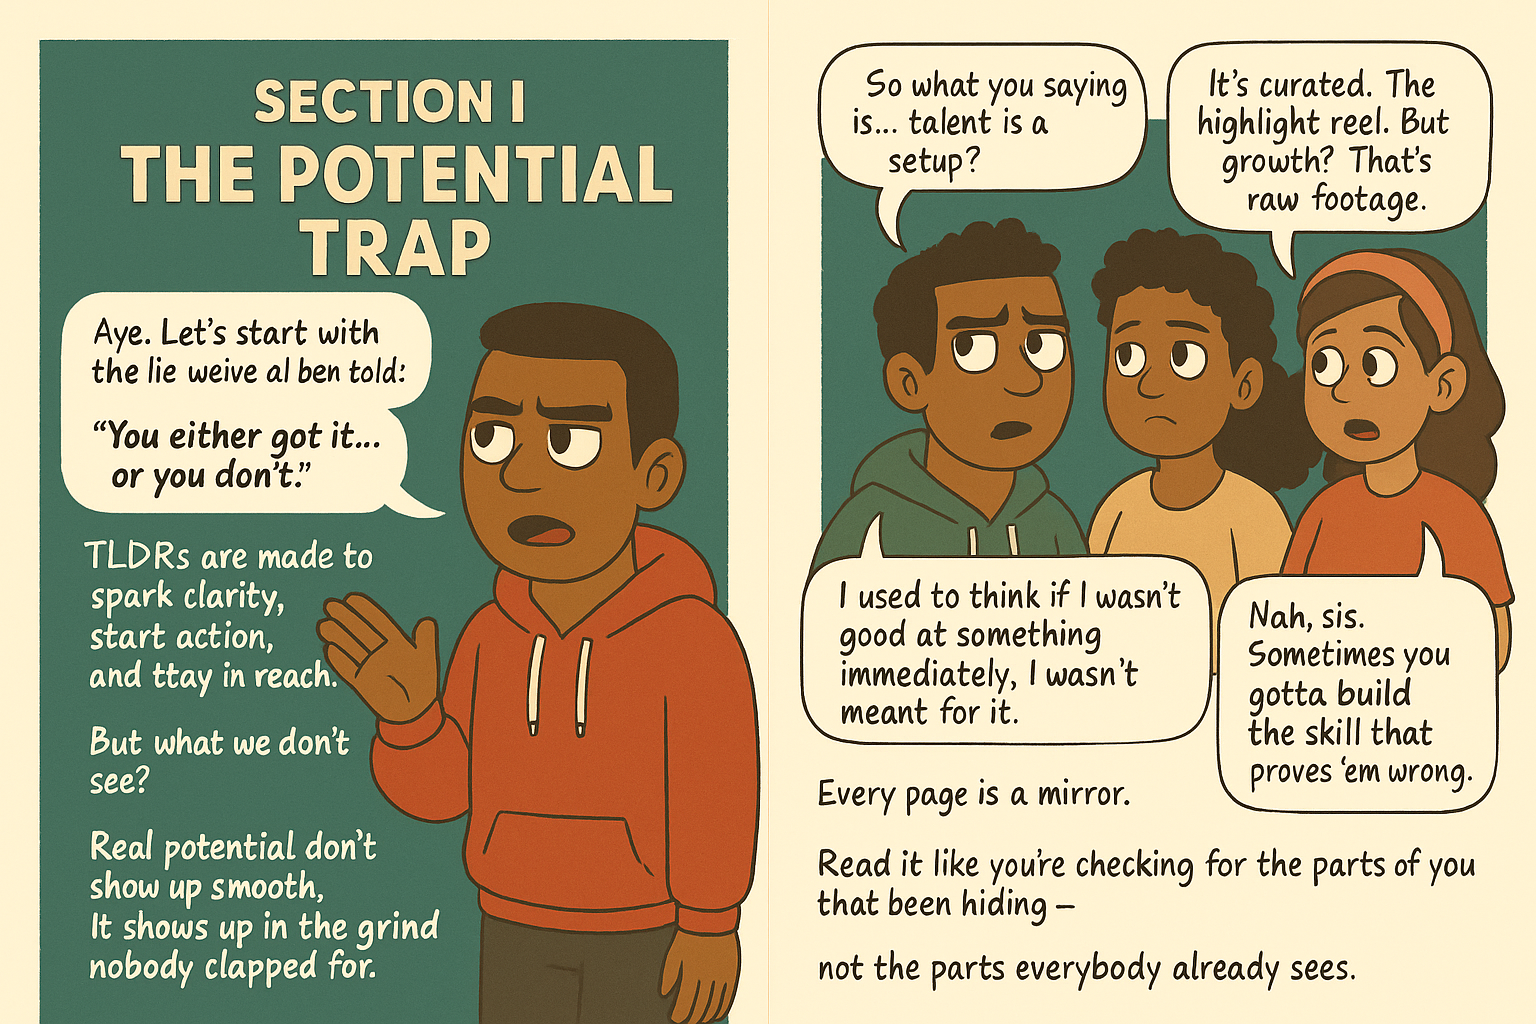 SECTION I
THE POTENTIAL
TRAP
Aye. Let's start with
the lie weive al ben told:
“You either got it...
or you don't.”
TLDRs are made to
spark clarity,
start action,
and ttay in reach.
But what we don't
see?
Real potential don't
show up smooth,
It shows up in the grind
nobody clapped for.
So what you saying
is... talent is a
setup?
It's curated. The
highlight reel. But
growth? That's
raw footage.
I used to think if I wasn't
good at something
immediately, I wasn't
meant for it.
Nah, sis.
Sometimes you
gotta build
the skill that
proves ‘em wrong.
Every page is a mirror.
Read it like you're checking for the parts of you
that been hiding –
not the parts everybody already sees.